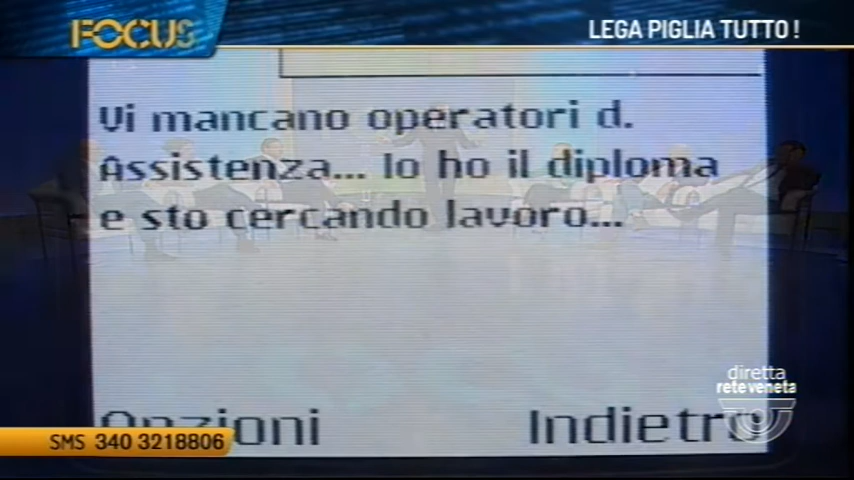 FOCUS
LEGA PIGLIA TUTTO!
Vi mancano operatori d.
Assistenza... Io ho il diploma
e sto cercando lavoro...
Opzioni
Indietro
SMS 340 3218806
diretta
reteveneta